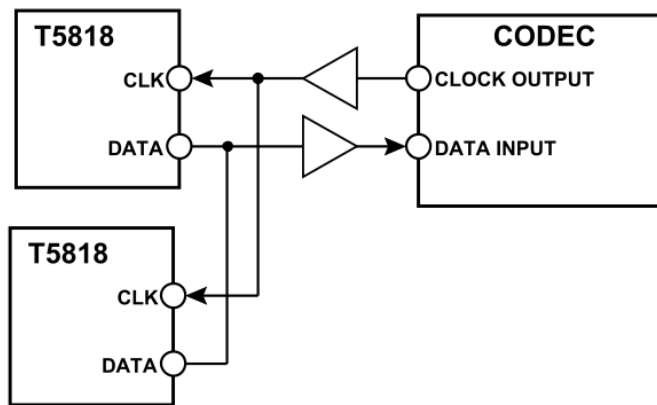 T5818
CLK
DATA
CODEC
CLOCK OUTPUT
DATA INPUT
T5818
CLK
DATA